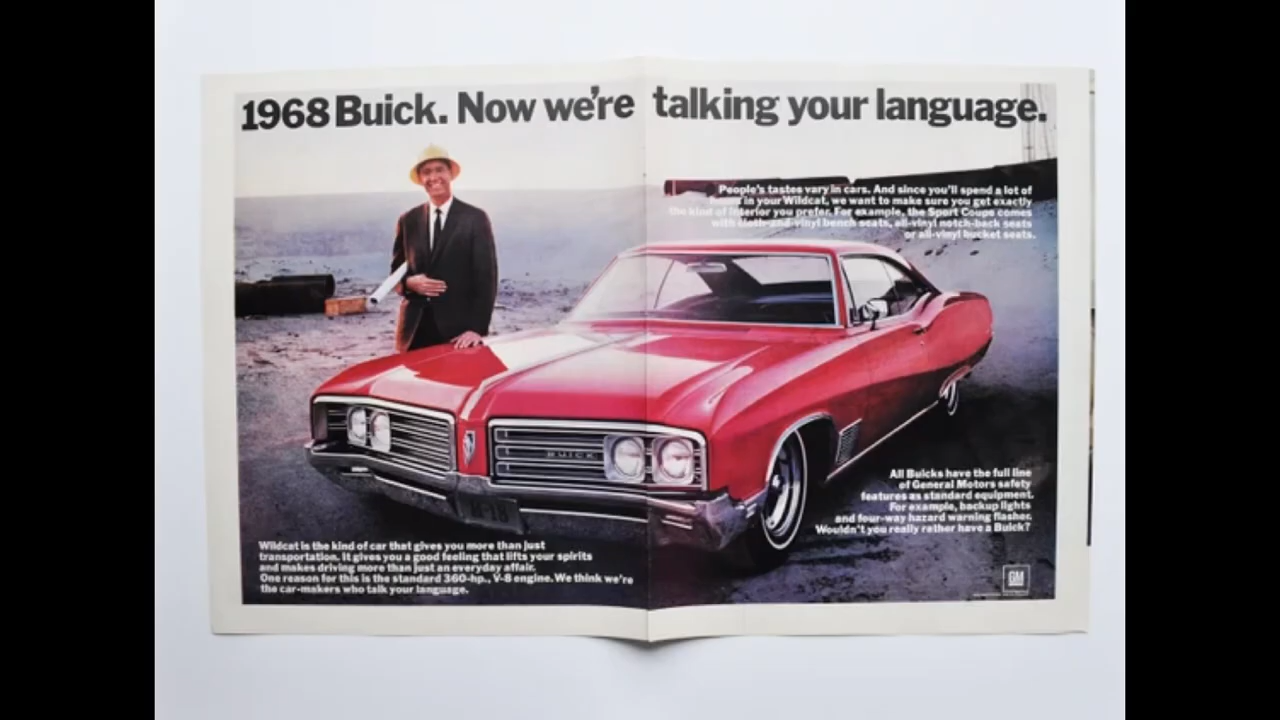 1968 Buick. Now we're talking your language.
People's tastes vary in cars. And since you'll spend a lot of
hours in your Wildcat, we want to make sure you get exactly
the kind of interior you prefer. For example, the Sport Coupe comes
with cloth-and-vinyl bench seats, all-vinyl notch-back seats
or all-vinyl bucket seats.
BUICK
All Buicks have the full line
of General Motors safety
features as standard equipment.
For example, backup lights
and four-way hazard warning flasher.
Wouldn't you really rather have a Buick?
Wildcat is the kind of car that gives you more than just
transportation. It gives you a good feeling that lifts your spirits
and makes driving more than just an everyday affair.
One reason for this is the standard 360-hp., V-8 engine. We think we're
the car-makers who talk your language.
GM